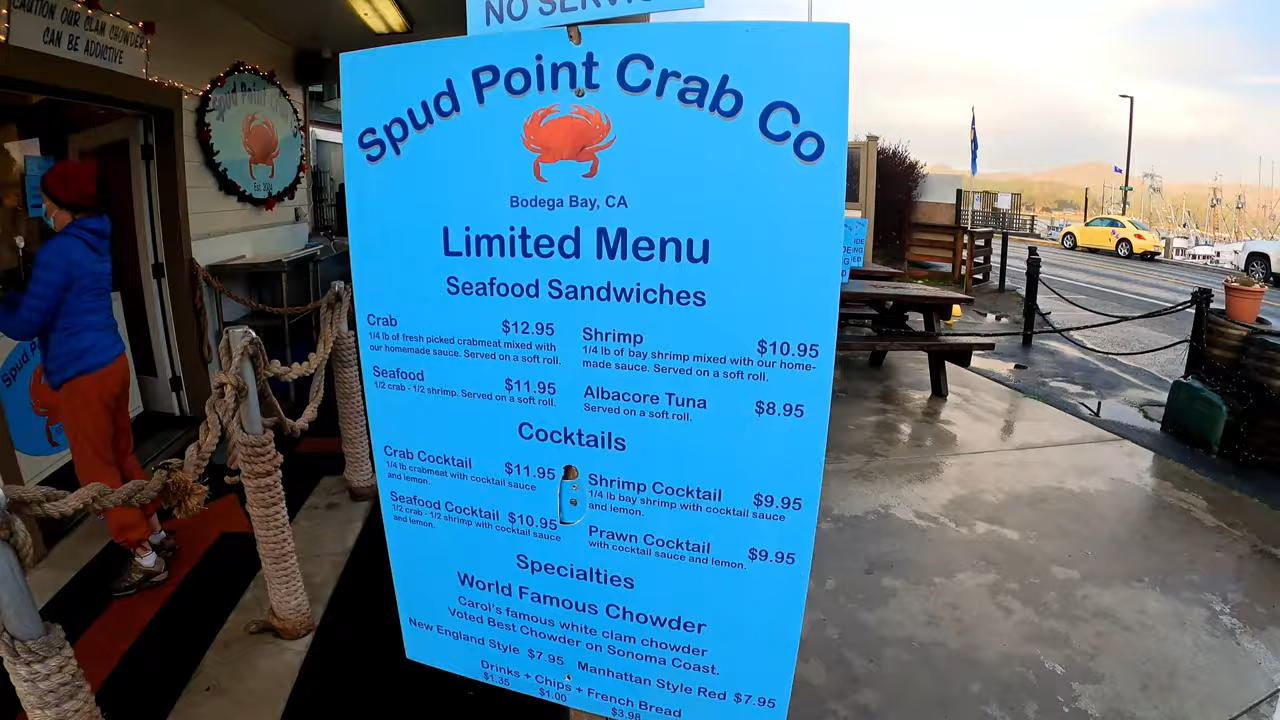 CAUTION OUR CLAM CHOWDER
CAN BE ADDICTIVE
Spud Point Crab Co
Est. 2004
Spud P
NO SERVIC
Spud Point Crab Co
Bodega Bay, CA
Limited Menu
Seafood Sandwiches
Crab $12.95
1/4 lb of fresh picked crabmeat mixed with
our homemade sauce. Served on a soft roll.
Seafood $11.95
1/2 crab - 1/2 shrimp. Served on a soft roll.
Shrimp $10.95
1/4 lb of bay shrimp mixed with our home-
made sauce. Served on a soft roll.
Albacore Tuna $8.95
Served on a soft roll.
Cocktails
Crab Cocktail $11.95
1/4 lb crabmeat with cocktail sauce
and lemon.
Seafood Cocktail $10.95
1/2 crab - 1/2 shrimp with cocktail sauce
and lemon.
Shrimp Cocktail $9.95
1/4 lb bay shrimp with cocktail sauce
and lemon.
Prawn Cocktail $9.95
with cocktail sauce and lemon.
Specialties
World Famous Chowder
Carol's famous white clam chowder
Voted Best Chowder on Sonoma Coast.
New England Style $7.95 Manhattan Style Red $7.95
Drinks + Chips + French Bread
$1.35 $1.00 $3.98